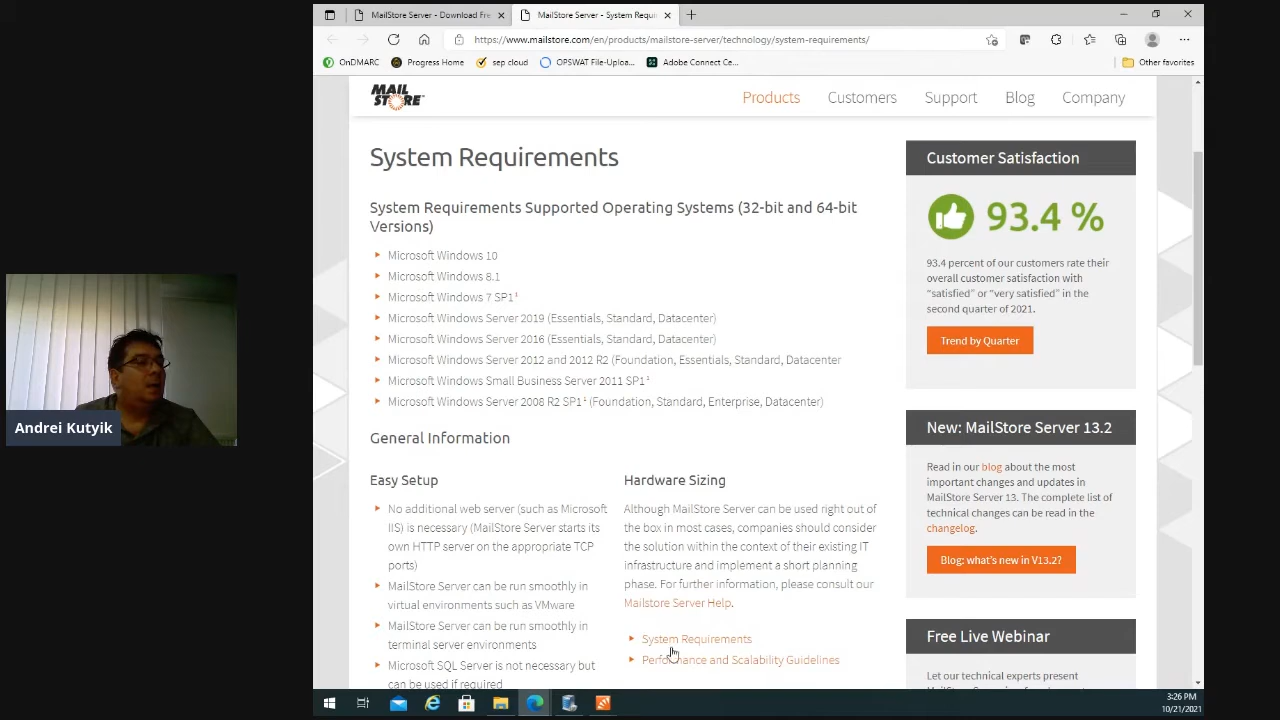 MailStore Server - Download Fre
MailStore Server - System Requi
https://www.mailstore.com/en/products/mailstore-server/technology/system-requirements/
OnDMARC
Progress Home
sep cloud
OPSWAT File-Uploa...
Adobe Connect Ce...
Other favorites
MAIL STORE
Products
Customers
Support
Blog
Company
System Requirements
System Requirements Supported Operating Systems (32-bit and 64-bit
Versions)
Microsoft Windows 10
Microsoft Windows 8.1
Microsoft Windows 7 SP1¹
Microsoft Windows Server 2019 (Essentials, Standard, Datacenter)
Microsoft Windows Server 2016 (Essentials, Standard, Datacenter)
Microsoft Windows Server 2012 and 2012 R2 (Foundation, Essentials, Standard, Datacenter
Microsoft Windows Small Business Server 2011 SP1¹
Microsoft Windows Server 2008 R2 SP1¹ (Foundation, Standard, Enterprise, Datacenter)
General Information
Easy Setup
No additional web server (such as Microsoft
IIS) is necessary (MailStore Server starts its
own HTTP server on the appropriate TCP
ports)
MailStore Server can be run smoothly in
virtual environments such as VMware
MailStore Server can be run smoothly in
terminal server environments
Microsoft SQL Server is not necessary but
can be used if required
Hardware Sizing
Although MailStore Server can be used right out of
the box in most cases, companies should consider
the solution within the context of their existing IT
infrastructure and implement a short planning
phase. For further information, please consult our
Mailstore Server Help.
System Requirements
Performance and Scalability Guidelines
Customer Satisfaction
93.4 %
93.4 percent of our customers rate their
overall customer satisfaction with
“satisfied” or “very satisfied” in the
second quarter of 2021.
Trend by Quarter
New: MailStore Server 13.2
Read in our blog about the most
important changes and updates in
MailStore Server 13. The complete list of
technical changes can be read in the
changelog.
Blog: what’s new in V13.2?
Free Live Webinar
Let our technical experts present
Andrei Kutyik
3:26 PM
10/21/2021